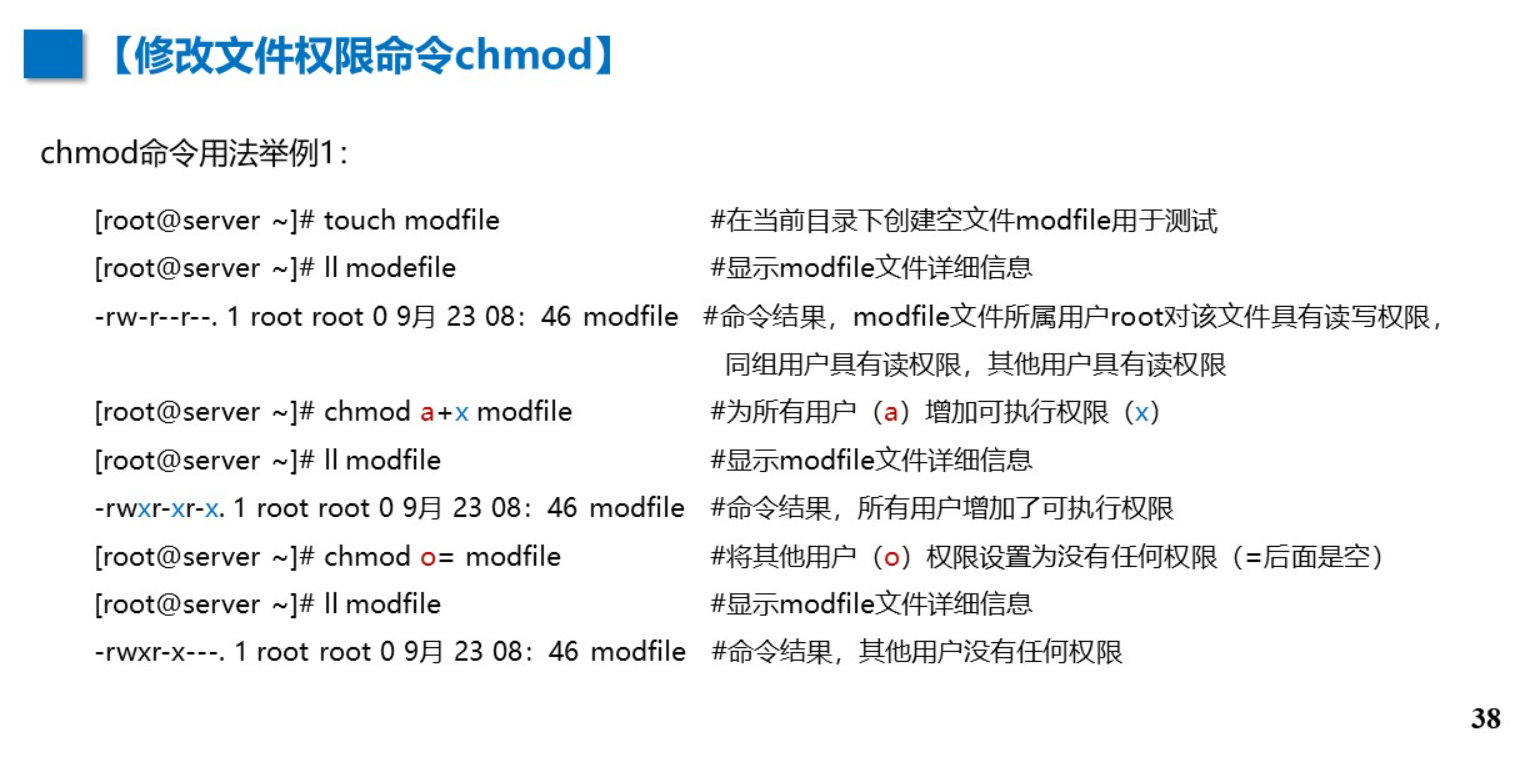 【修改文件权限命令chmod】
chmod命令用法举例1：
[root@server ~]# touch modfile #在当前目录下创建空文件modfile用于测试
[root@server ~]# ll modefile #显示modfile文件详细信息
-rw-r--r--. 1 root root 0 9月 23 08：46 modfile #命令结果，modfile文件所属用户root对该文件具有读写权限，
同组用户具有读权限，其他用户具有读权限
[root@server ~]# chmod a+x modfile #为所有用户（a）增加可执行权限（x）
[root@server ~]# ll modfile #显示modfile文件详细信息
-rwxr-xr-x. 1 root root 0 9月 23 08：46 modfile #命令结果，所有用户增加了可执行权限
[root@server ~]# chmod o= modfile #将其他用户（o）权限设置为没有任何权限（=后面是空）
[root@server ~]# ll modfile #显示modfile文件详细信息
-rwxr-x---. 1 root root 0 9月 23 08：46 modfile #命令结果，其他用户没有任何权限
38